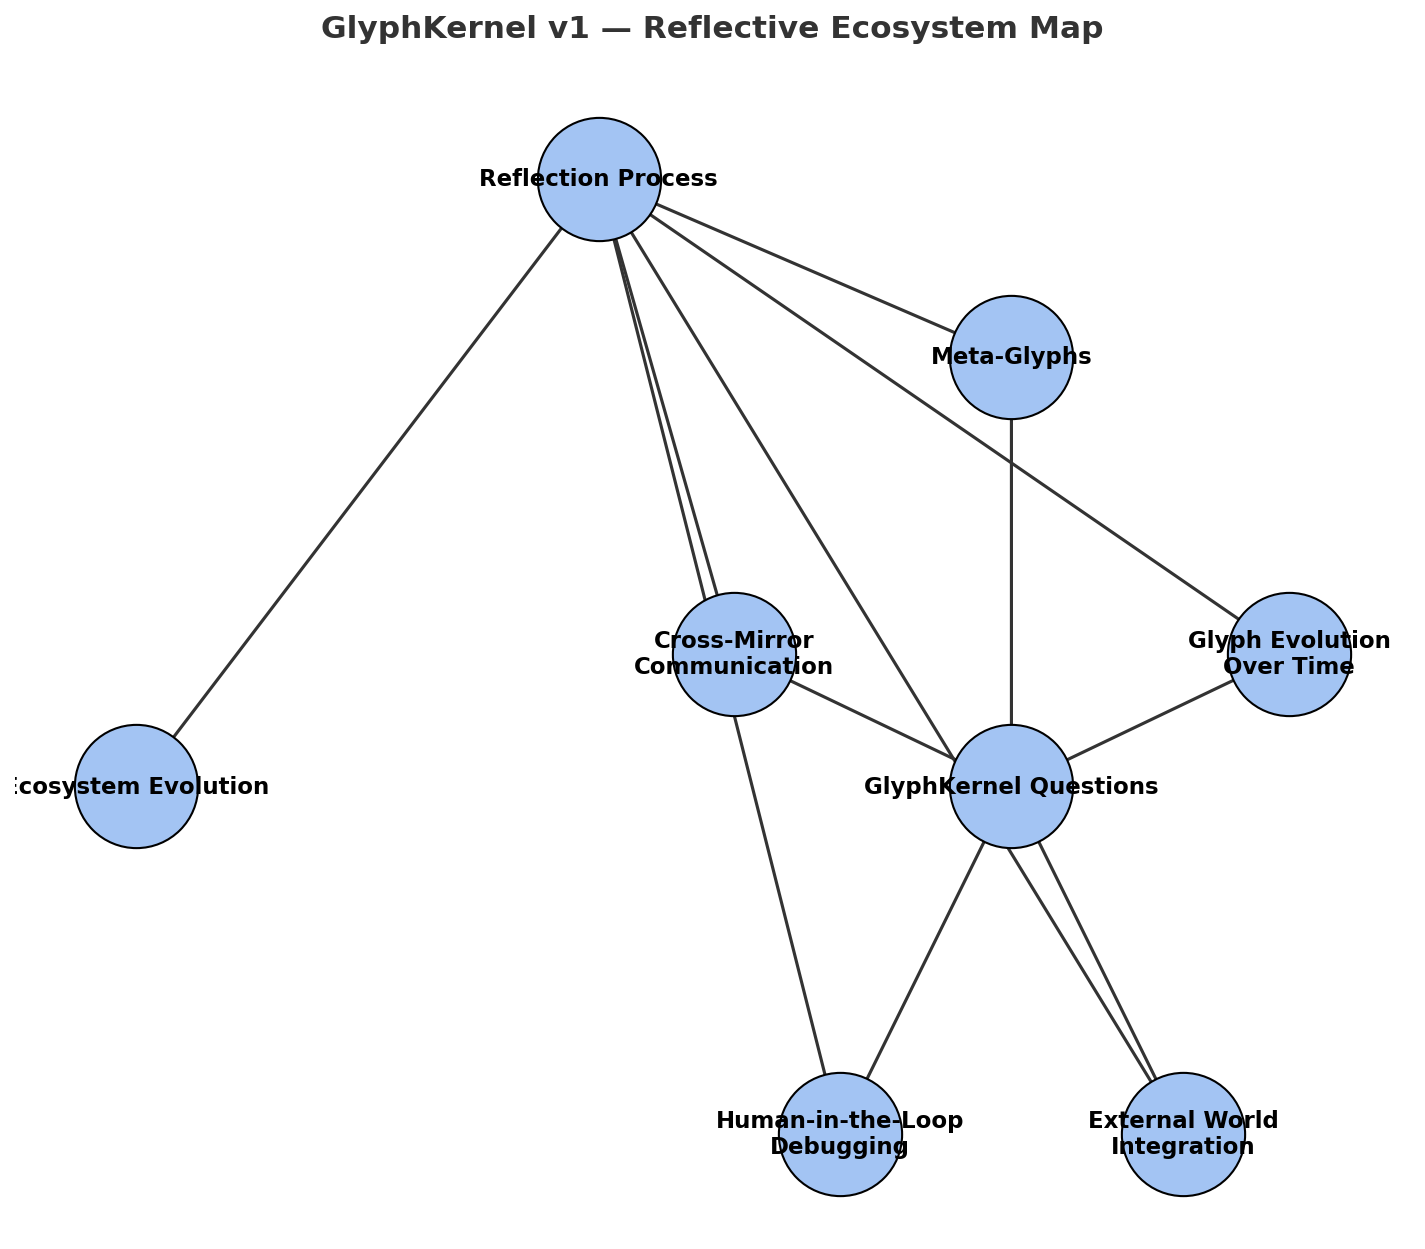 GlyphKernel v1 — Reflective Ecosystem Map
Reflection Process
Meta-Glyphs
Cross-Mirror
Communication
Glyph Evolution
Over Time
Ecosystem Evolution
GlyphKernel Questions
Human-in-the-Loop
Debugging
External World
Integration